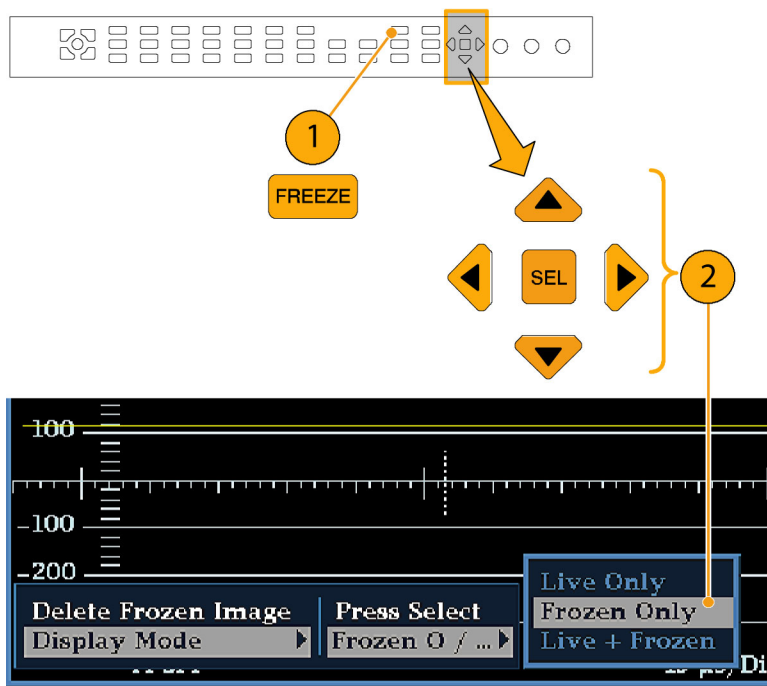 1
FREEZE
SEL
2
100
-100
-200
Live Only
Delete Frozen Image
Press Select
Frozen Only
Display Mode
Frozen O / ...
Live + Frozen